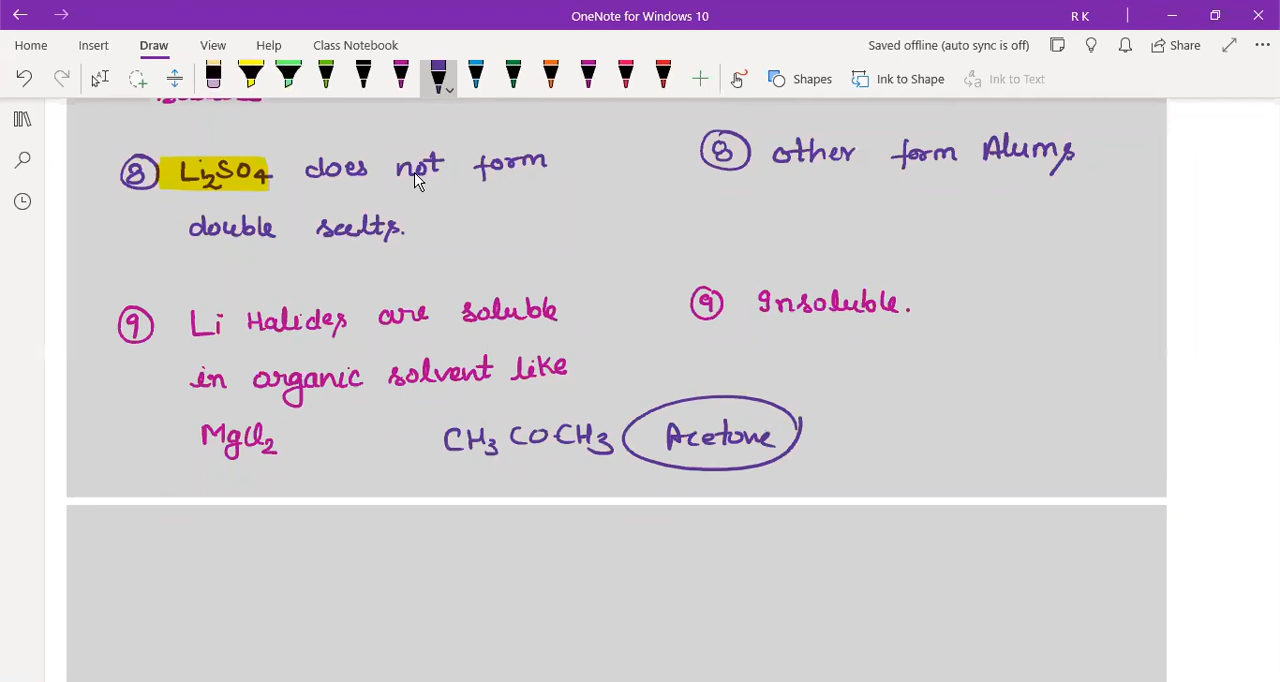 OneNote for Windows 10
R K
Home Insert Draw View Help Class Notebook
Saved offline (auto sync is off) Share
Shapes Ink to Shape Ink to Text
8 Li2SO4 does not form
double salts.
8 other form Alums
9 Li Halides are soluble
in organic solvent like
MgCl2
9 Insoluble.
CH3COCH3 Acetone